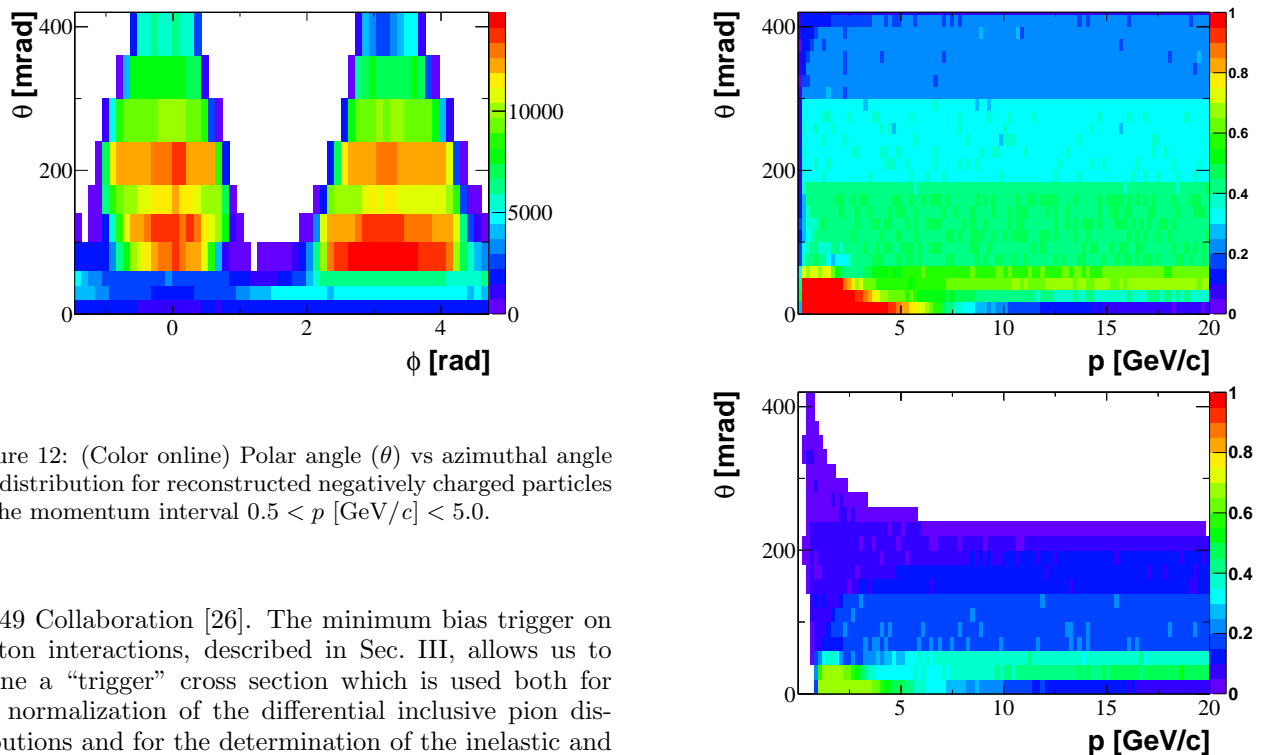 θ [mrad]
400
200
0
0
2
4
ϕ [rad]
10000
5000
0
ure 12: (Color online) Polar angle (θ) vs azimuthal angle
distribution for reconstructed negatively charged particles
he momentum interval 0.5 < p [GeV/c] < 5.0.
49 Collaboration [26]. The minimum bias trigger on
ton interactions, described in Sec. III, allows us to
ne a “trigger” cross section which is used both for
normalization of the differential inclusive pion dis-
butions and for the determination of the inelastic and
θ [mrad]
400
200
0
5
10
15
20
p [GeV/c]
1
0.8
0.6
0.4
0.2
0
θ [mrad]
400
200
0
5
10
15
20
p [GeV/c]
1
0.8
0.6
0.4
0.2
0